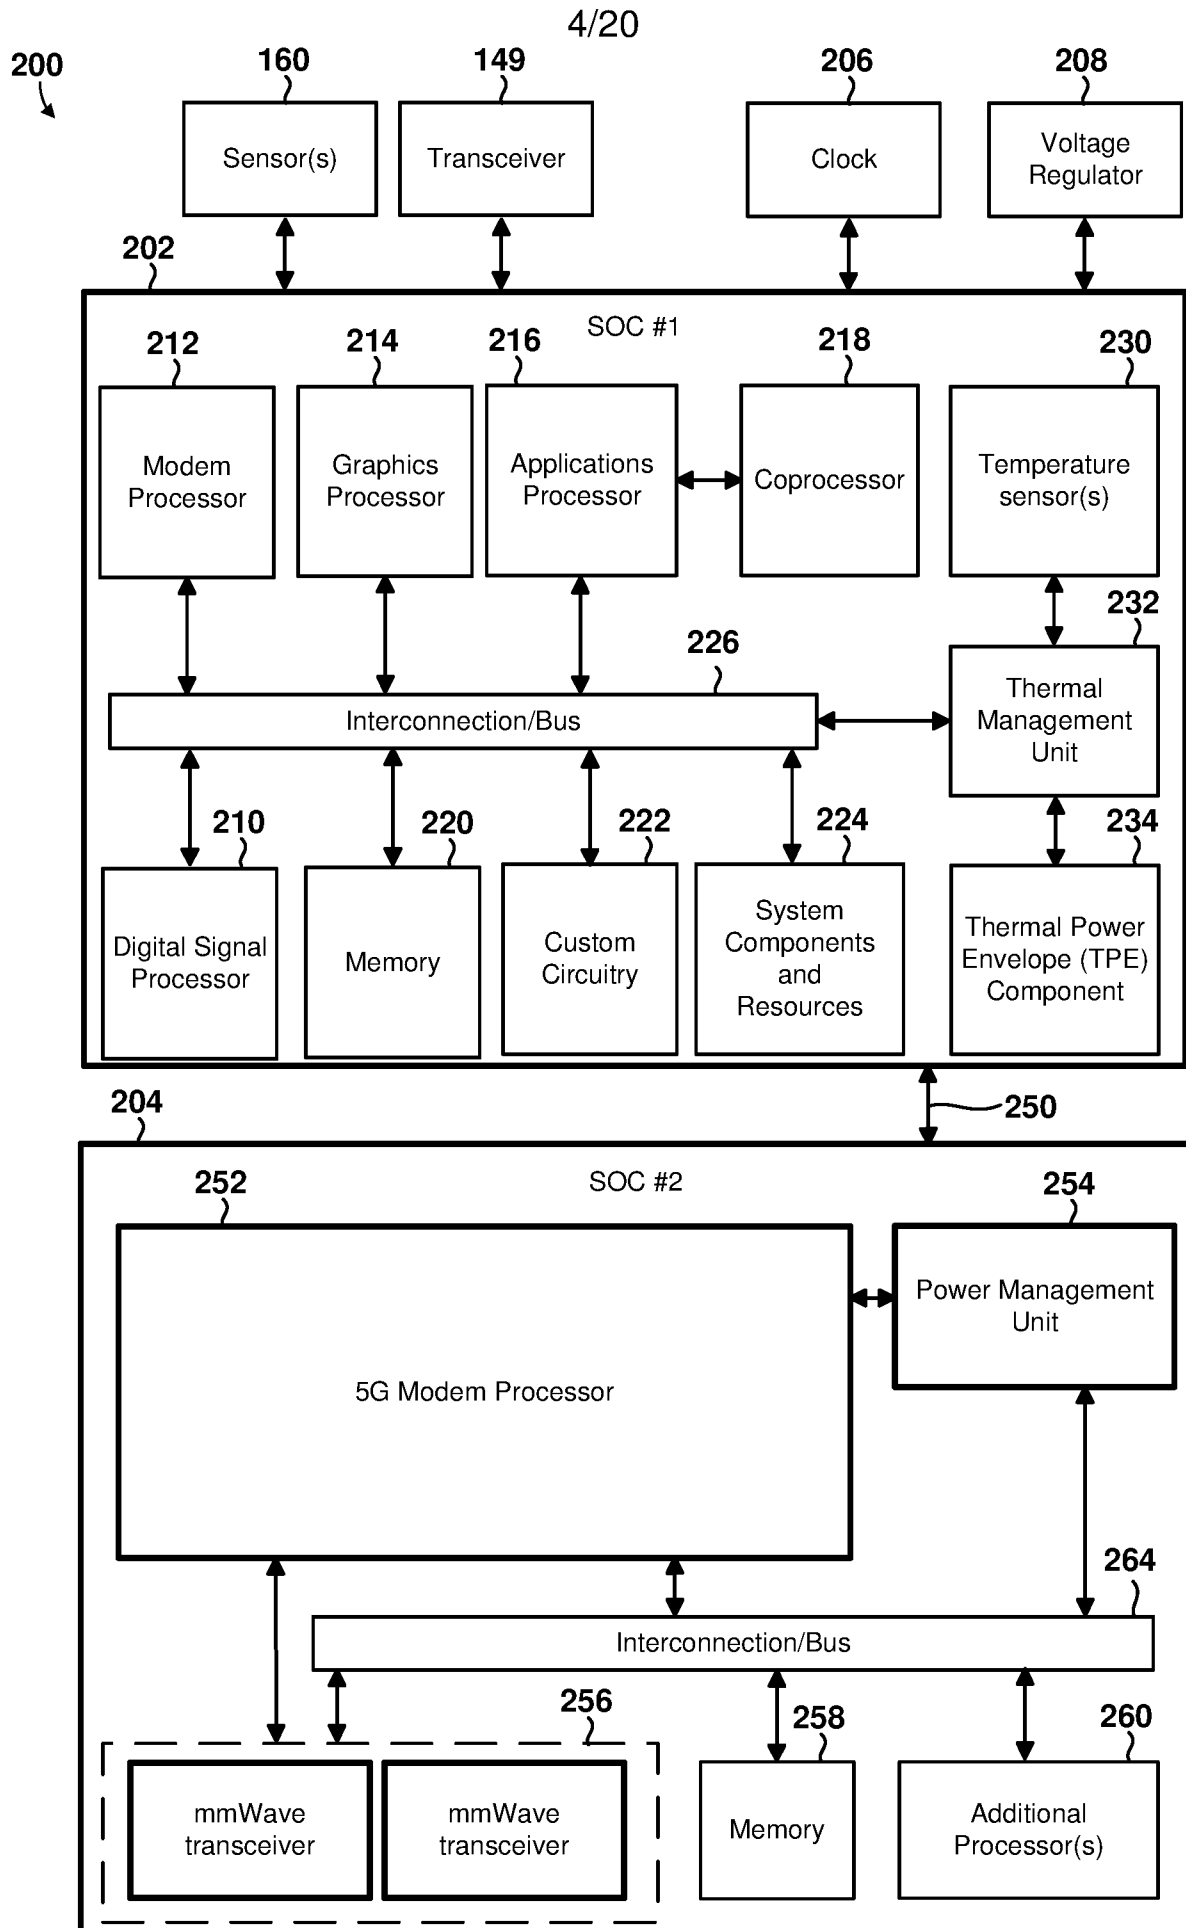 4/20
200
160
149
206
208
Sensor(s)
Transceiver
Clock
Voltage
Regulator
202
SOC #1
212
214
216
218
230
Modem
Processor
Graphics
Processor
Applications
Processor
Coprocessor
Temperature
sensor(s)
232
226
Interconnection/Bus
Thermal
Management
Unit
210
220
222
224
234
Digital Signal
Processor
Memory
Custom
Circuitry
System
Components
and
Resources
Thermal Power
Envelope (TPE)
Component
204
250
SOC #2
252
254
5G Modem Processor
Power Management
Unit
264
Interconnection/Bus
256
258
260
mmWave
transceiver
mmWave
transceiver
Memory
Additional
Processor(s)